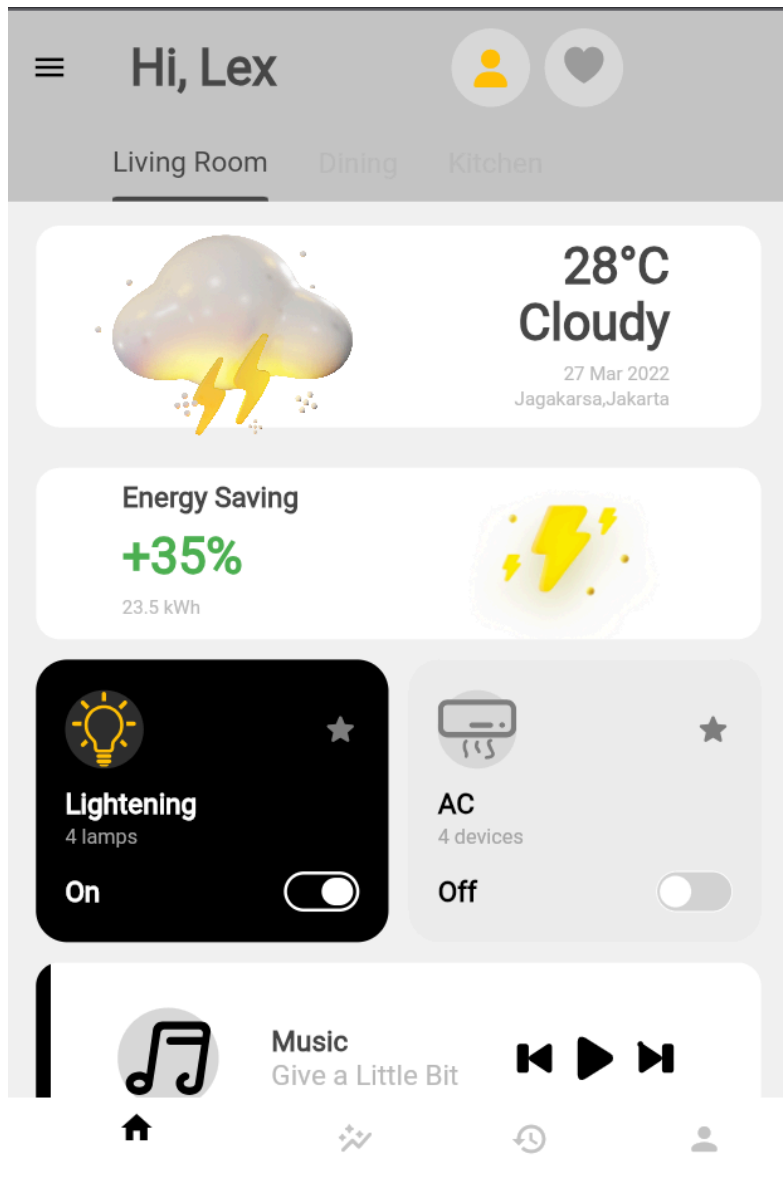 Hi, Lex
Living Room Dining Kitchen
28°C
Cloudy
27 Mar 2022
Jagakarsa,Jakarta
Energy Saving
+35%
23.5 kWh
Lightening
4 lamps
On
AC
4 devices
Off
Music
Give a Little Bit